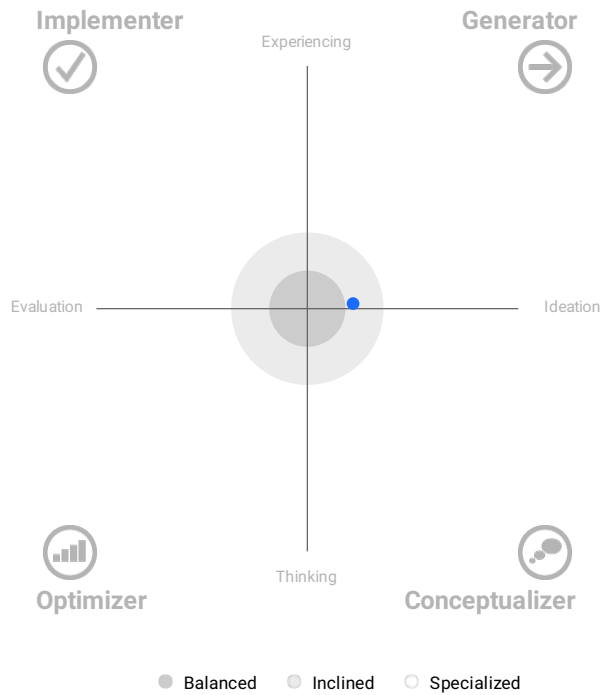 Implementer
Generator
Experiencing
Evaluation
Ideation
Thinking
Optimizer
Conceptualizer
Balanced
Inclined
Specialized